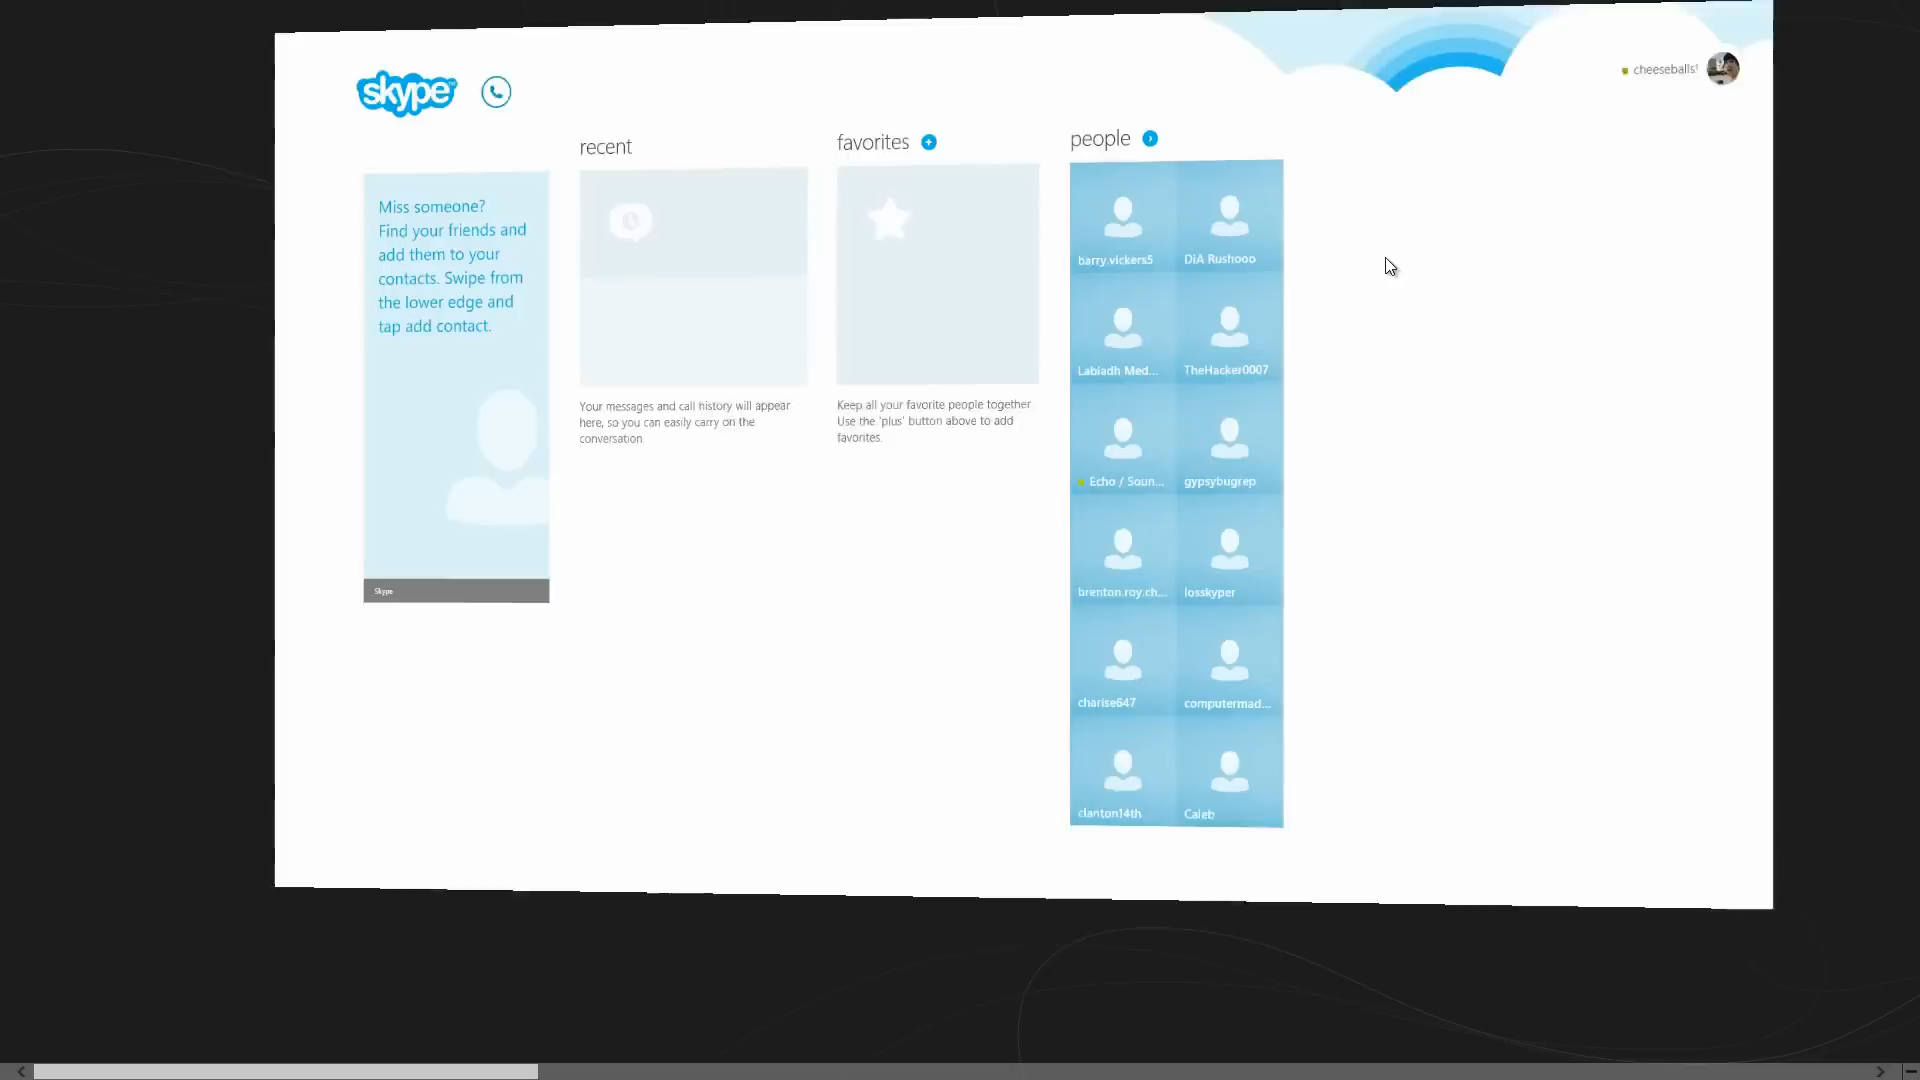 skype
cheeseballs!
recent
favorites
people
Miss someone?
Find your friends and
add them to your
contacts. Swipe from
the lower edge and
tap add contact.
Skype
Your messages and call history will appear
here, so you can easily carry on the
conversation
Keep all your favorite people together
Use the 'plus' button above to add
favorites.
barry.vickers5
DiA Rushooo
Labiadh Med...
TheHacker0007
Echo / Soun...
gypsybugrep
brenton.roy.ch...
losskyper
charise647
computermad...
clanton14th
Caleb